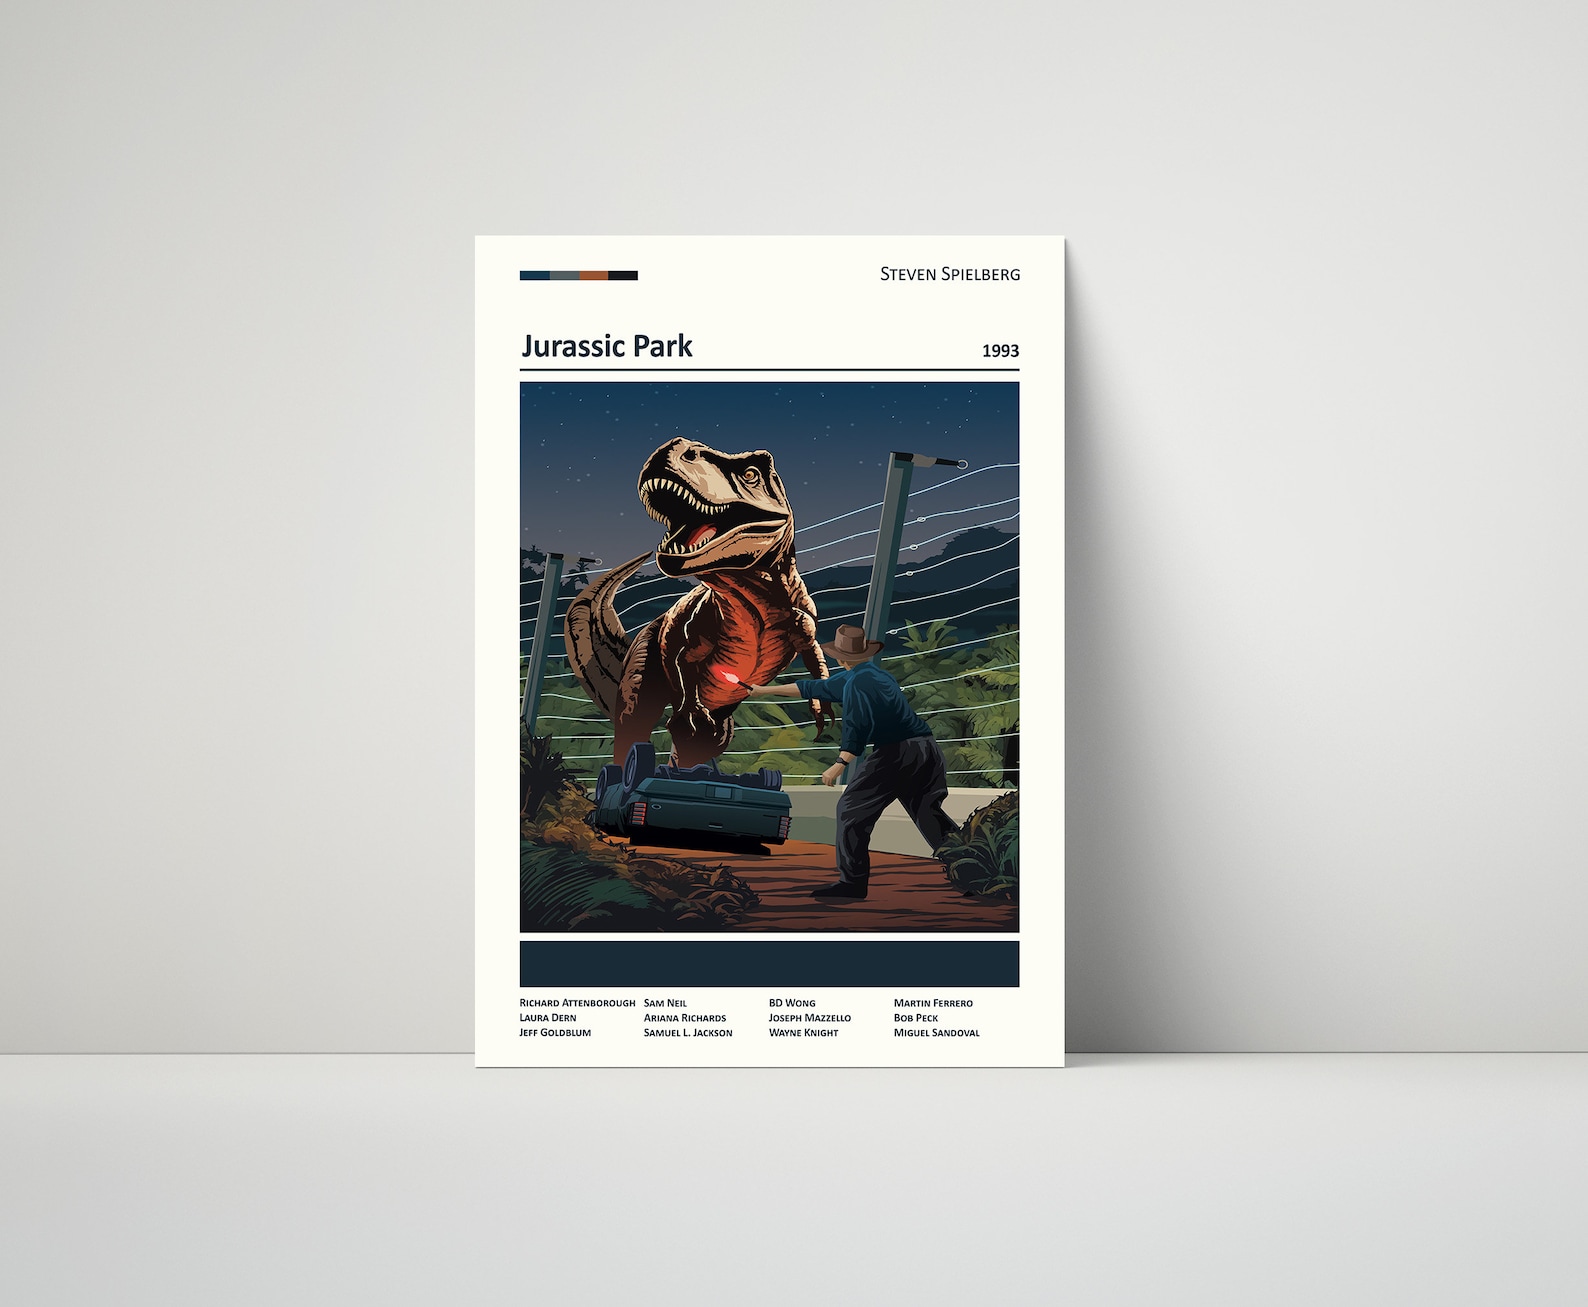 Steven Spielberg
Jurassic Park
1993
Richard Attenborough Sam Neil BD Wong Martin Ferrero
Laura Dern Ariana Richards Joseph Mazzello Bob Peck
Jeff Goldblum Samuel L. Jackson Wayne Knight Miguel Sandoval